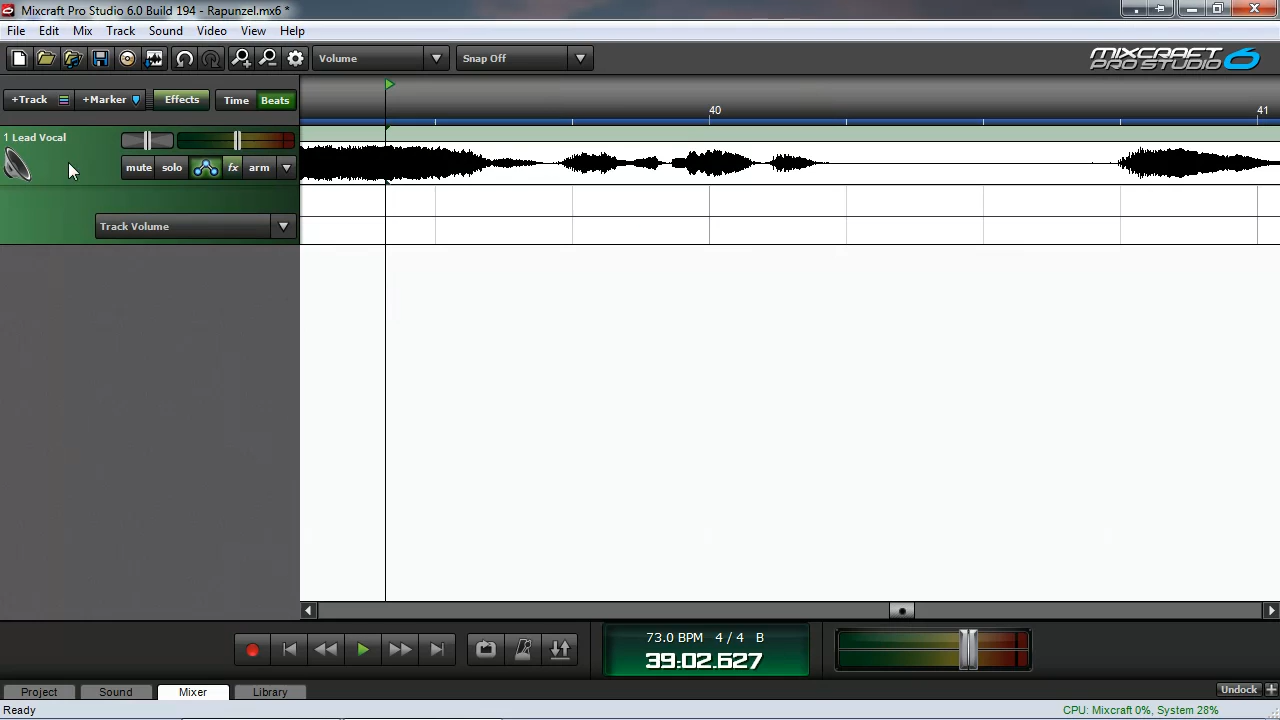 Mixcraft Pro Studio 6.0 Build 194 - Rapunzel.mx6 *
File Edit Mix Track Sound Video View Help
Volume Snap Off
MIXCRAFT PRO STUDIO 6
+Track +Marker Effects Time Beats
40 41
1 Lead Vocal
mute solo fx arm
Track Volume
73.0 BPM 4 / 4 B
39:02.627
Project Sound Mixer Library Undock +
Ready CPU: Mixcraft 0%, System 28%